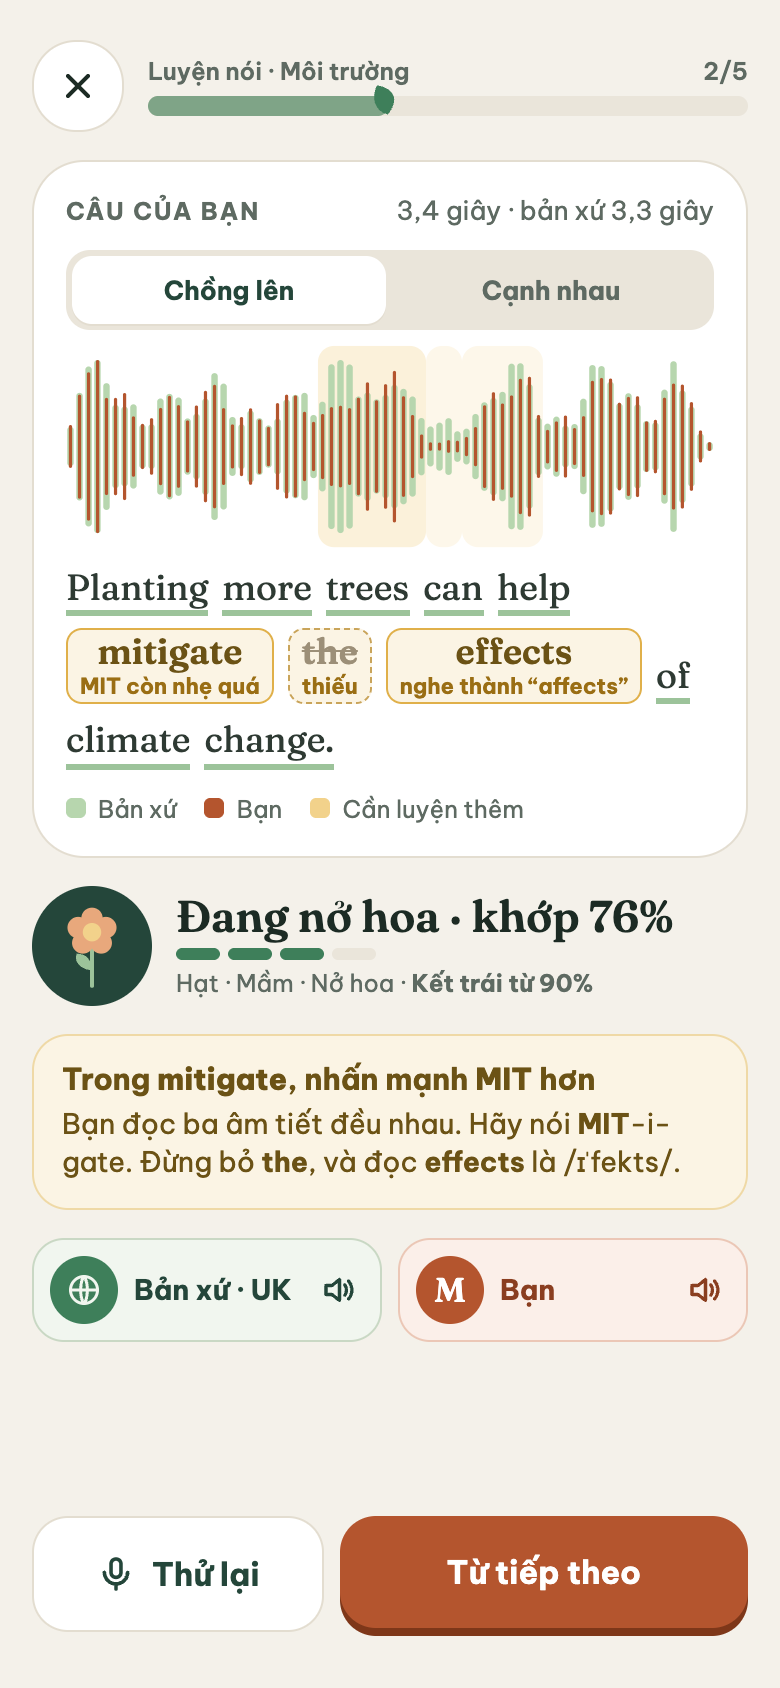 Luyện nói · Môi trường
2/5
CÂU CỦA BẠN
3,4 giây · bản xứ 3,3 giây
Chồng lên
Cạnh nhau
Planting more trees can help
mitigate the effects of
MIT còn nhẹ quá
thiếu
nghe thành “affects”
climate change.
Bản xứ
Bạn
Cần luyện thêm
Đang nở hoa · khớp 76%
Hạt · Mầm · Nở hoa · Kết trái từ 90%
Trong mitigate, nhấn mạnh MIT hơn
Bạn đọc ba âm tiết đều nhau. Hãy nói MIT-i-
gate. Đừng bỏ the, và đọc effects là /ɪˈfekts/.
Bản xứ · UK
M
Bạn
Thử lại
Từ tiếp theo